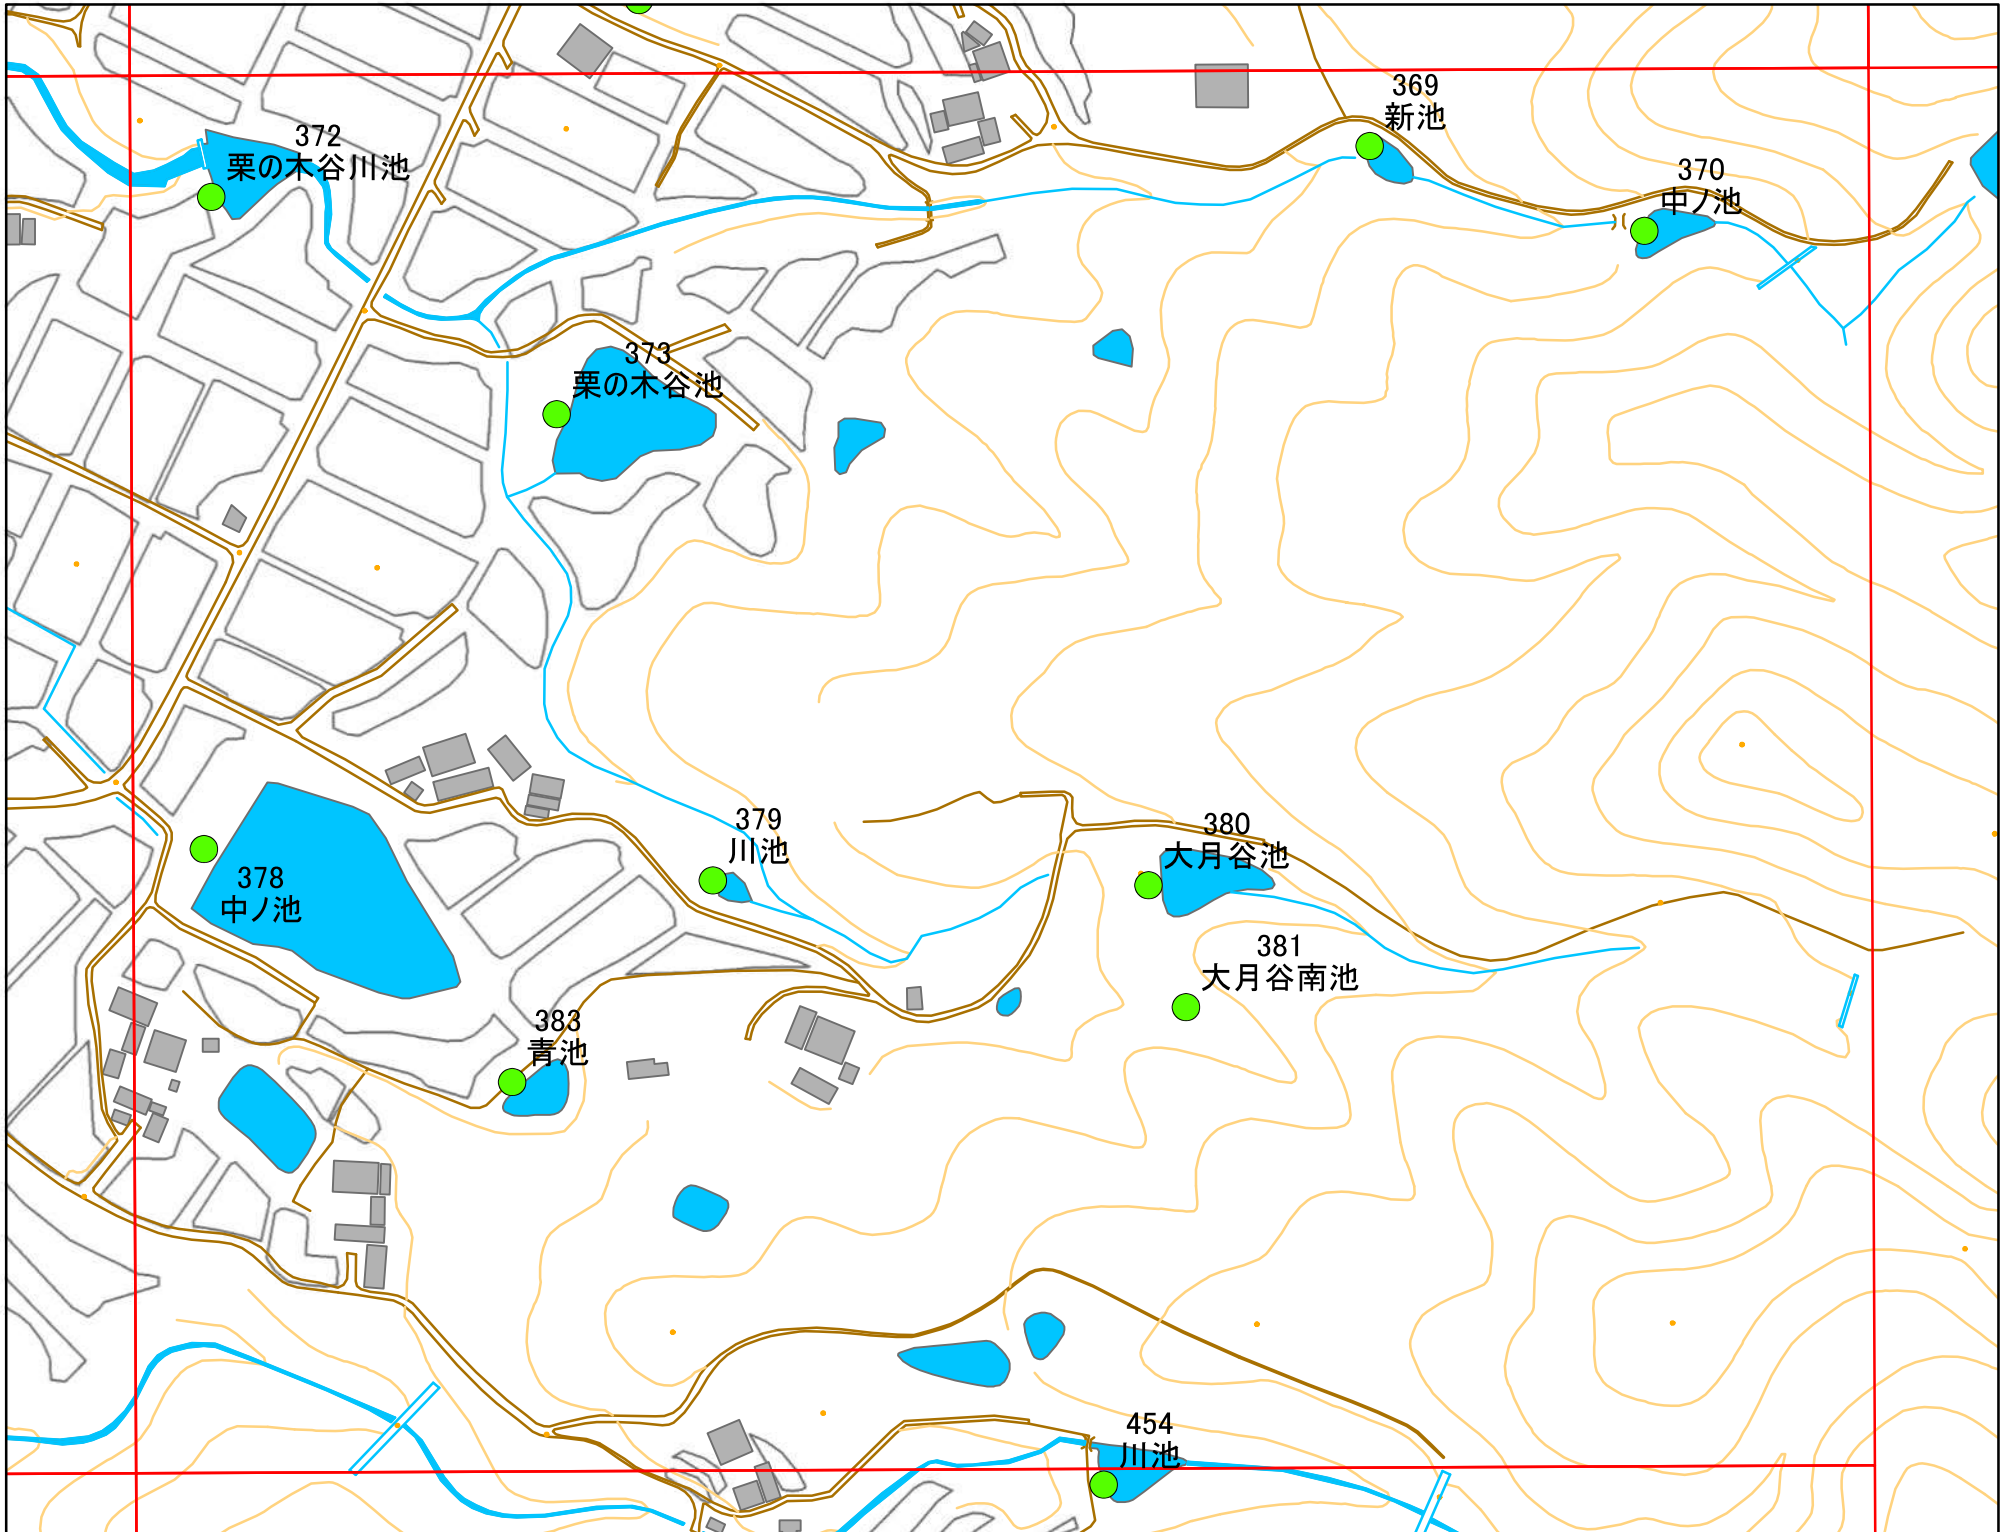 369
新池
372
栗の木谷川池
370
中ノ池
373
栗の木谷池
379
川池
380
大月谷池
378
中ノ池
381
大月谷南池
383
青池
454
川池